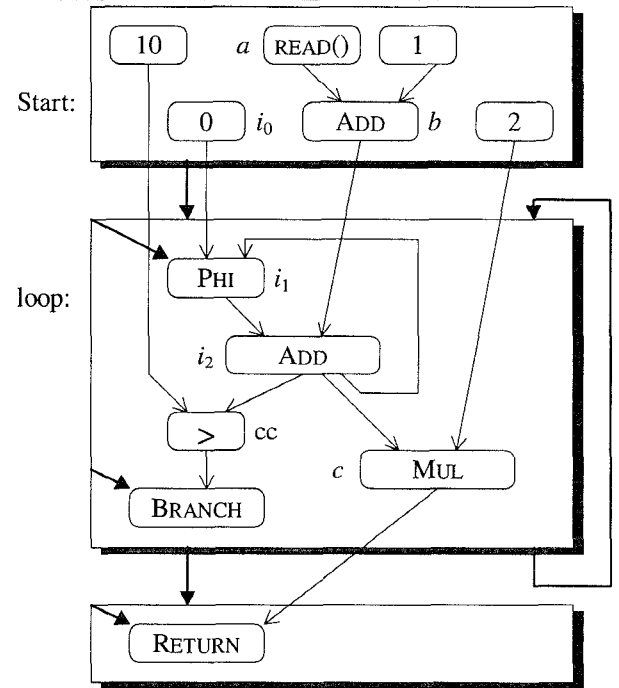 10 a READ() 1
Start: 0 i0 ADD b 2
PHI i1
loop:
i2 ADD
> cc
c MUL
BRANCH
RETURN